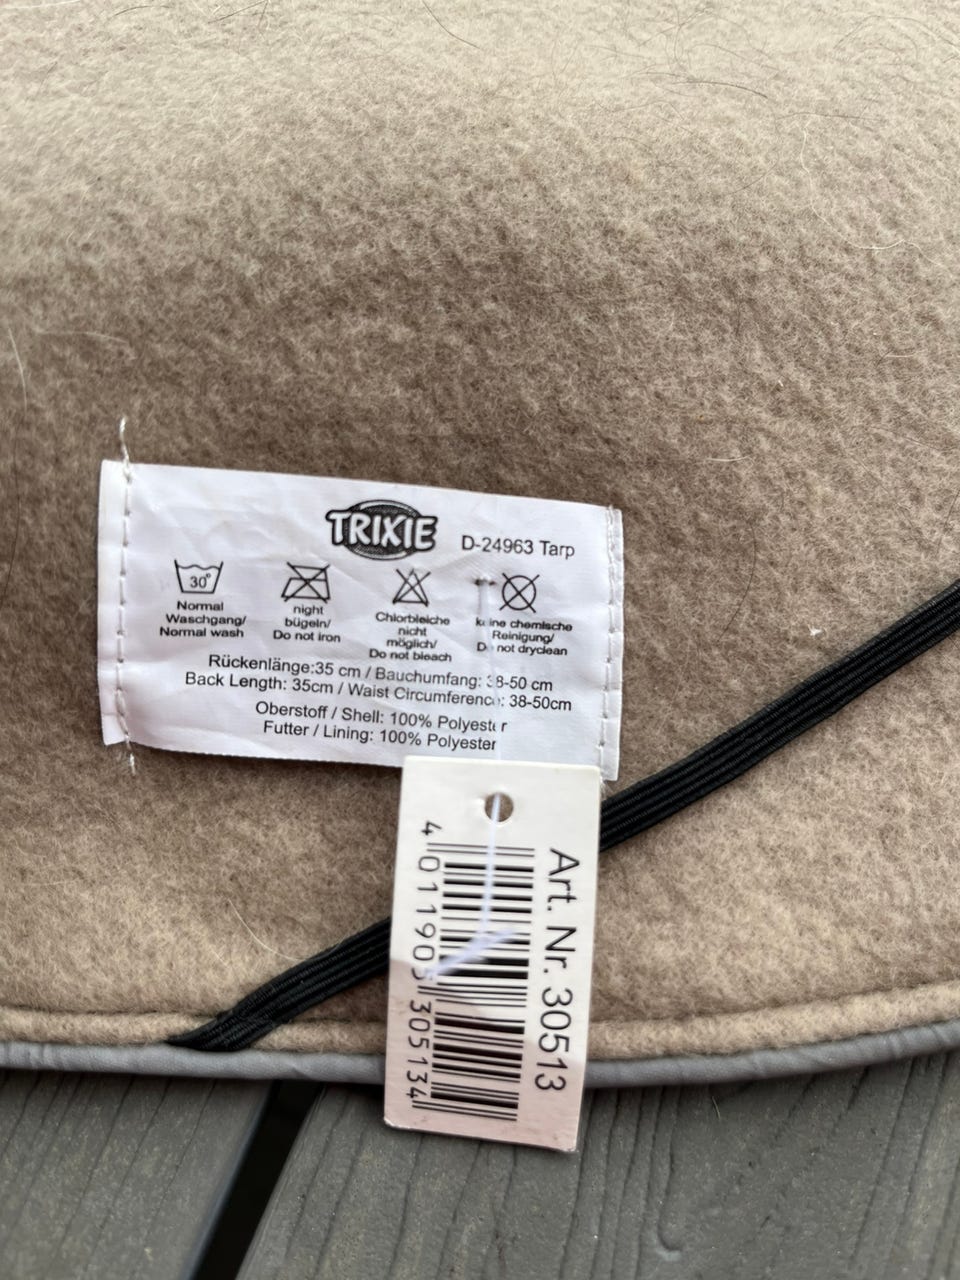 TRIXIE D-24963 Tarp
30°
Normal
Waschgang/
Normal wash
night
bügeln/
Do not iron
Chlorbleiche
nicht
möglich/
Do not bleach
keine chemische
Reinigung/
Do not dryclean
Rückenlänge:35 cm / Bauchumfang: 38-50 cm
Back Length: 35cm / Waist Circumference: 38-50cm
Oberstoff / Shell: 100% Polyester
Futter / Lining: 100% Polyester
Art. Nr. 30513
4 011905 305134